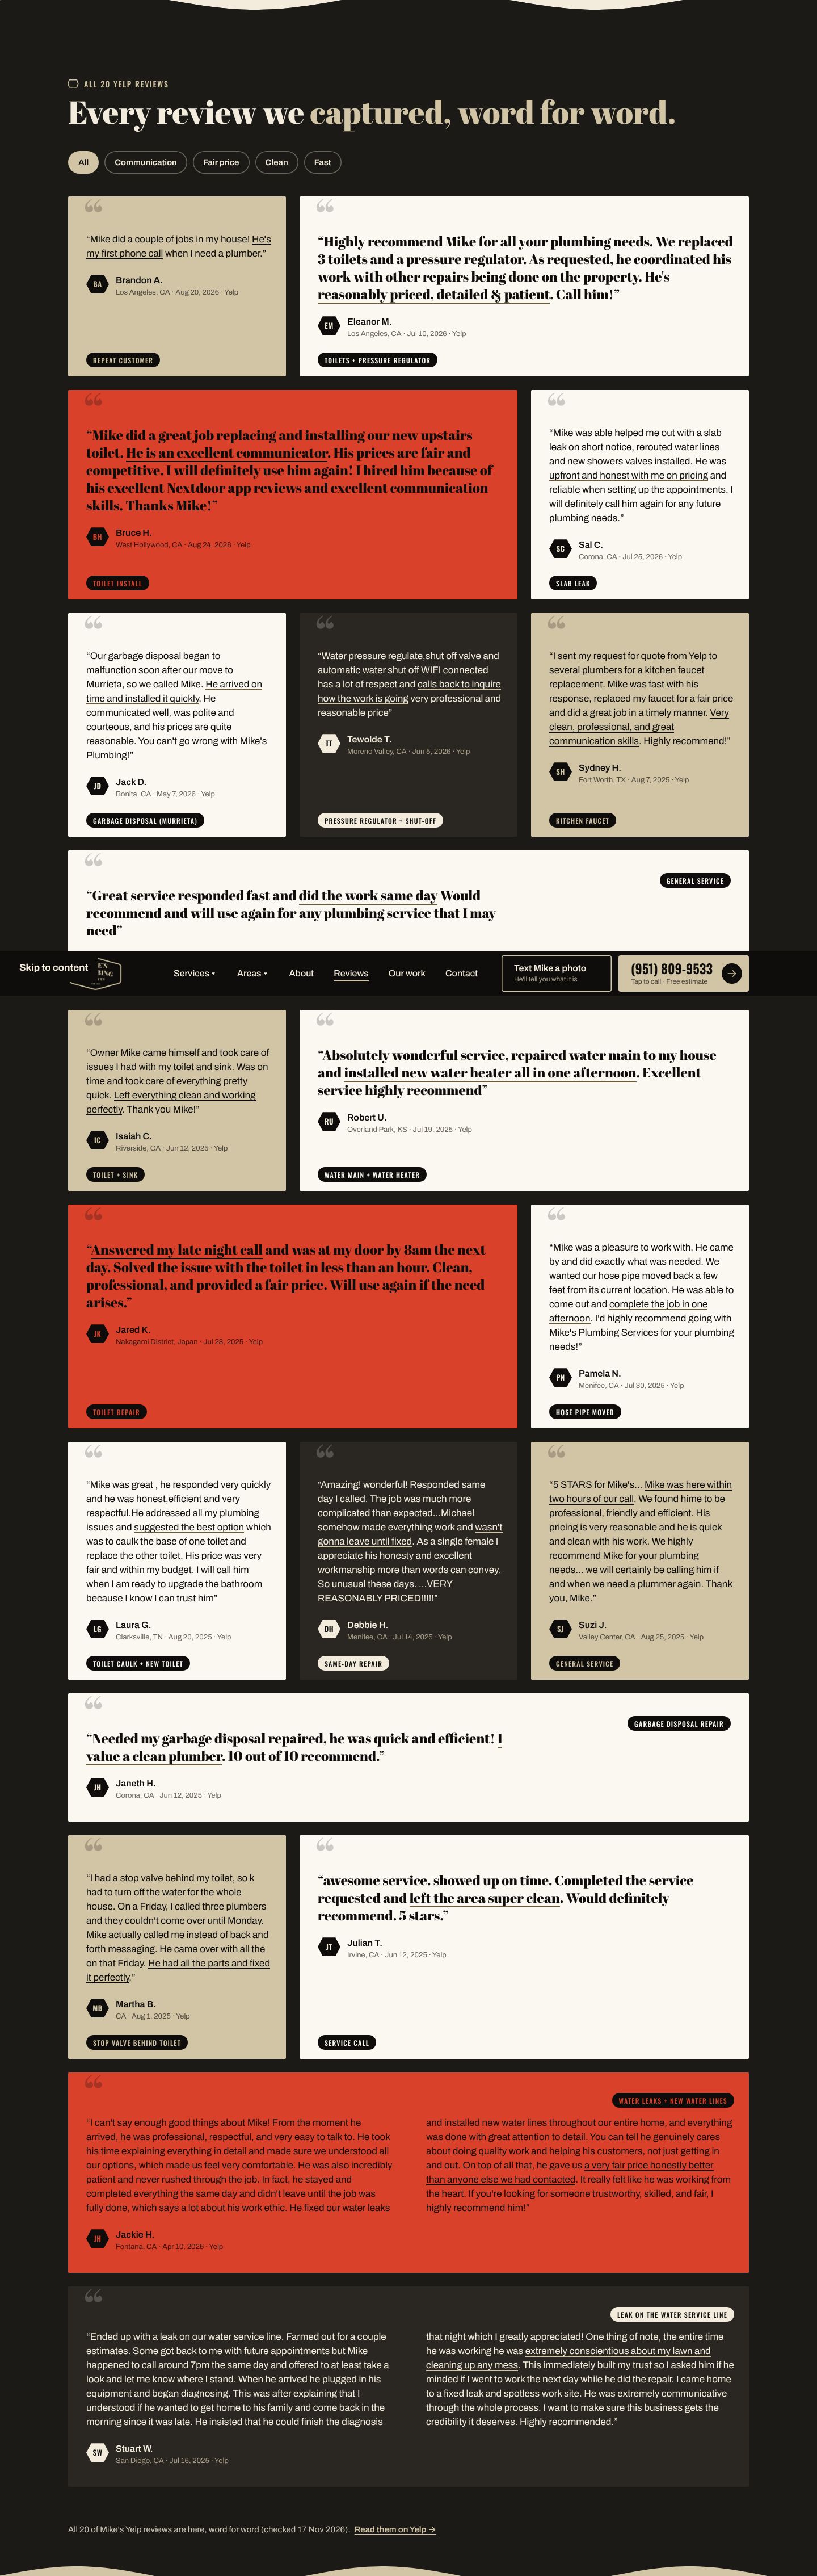 ALL 20 YELP REVIEWS
Every review we captured, word for word.
All
Communication
Fair price
Clean
Fast
“Mike did a couple of jobs in my house! He's
my first phone call when I need a plumber.”
BA
Brandon A.
Los Angeles, CA · Aug 20, 2026 · Yelp
REPEAT CUSTOMER
“Highly recommend Mike for all your plumbing needs. We replaced
3 toilets and a pressure regulator. As requested, he coordinated his
work with other repairs being done on the property. He's
reasonably priced, detailed & patient. Call him!”
EM
Eleanor M.
Los Angeles, CA · Jul 10, 2026 · Yelp
TOILETS + PRESSURE REGULATOR
“Mike did a great job replacing and installing our new upstairs
toilet. He is an excellent communicator. His prices are fair and
competitive. I will definitely use him again! I hired him because of
his excellent Nextdoor app reviews and excellent communication
skills. Thanks Mike!”
BH
Bruce H.
West Hollywood, CA · Aug 24, 2026 · Yelp
TOILET INSTALL
“Mike was able helped me out with a slab
leak on short notice, rerouted water lines
and new showers valves installed. He was
upfront and honest with me on pricing and
reliable when setting up the appointments. I
will definitely call him again for any future
plumbing needs.”
SC
Sal C.
Corona, CA · Jul 25, 2026 · Yelp
SLAB LEAK
“Our garbage disposal began to
malfunction soon after our move to
Murrieta, so we called Mike. He arrived on
time and installed it quickly. He
communicated well, was polite and
courteous, and his prices are quite
reasonable. You can't go wrong with Mike's
Plumbing!”
JD
Jack D.
Bonita, CA · May 7, 2026 · Yelp
GARBAGE DISPOSAL (MURRIETA)
“Water pressure regulate,shut off valve and
automatic water shut off WIFI connected
has a lot of respect and calls back to inquire
how the work is going very professional and
reasonable price”
TT
Tewolde T.
Moreno Valley, CA · Jun 5, 2026 · Yelp
PRESSURE REGULATOR + SHUT-OFF
“I sent my request for quote from Yelp to
several plumbers for a kitchen faucet
replacement. Mike was fast with his
response, replaced my faucet for a fair price
and did a great job in a timely manner. Very
clean, professional, and great
communication skills. Highly recommend!”
SH
Sydney H.
Fort Worth, TX · Aug 7, 2025 · Yelp
KITCHEN FAUCET
GENERAL SERVICE
“Great service responded fast and did the work same day Would
recommend and will use again for any plumbing service that I may
need”
Skip to content
Services
Areas
About
Reviews
Our work
Contact
Text Mike a photo
He'll tell you what it is
(951) 809-9533
Tap to call · Free estimate
“Owner Mike came himself and took care of
issues I had with my toilet and sink. Was on
time and took care of everything pretty
quick. Left everything clean and working
perfectly. Thank you Mike!”
IC
Isaiah C.
Riverside, CA · Jun 12, 2025 · Yelp
TOILET + SINK
“Absolutely wonderful service, repaired water main to my house
and installed new water heater all in one afternoon. Excellent
service highly recommend”
RU
Robert U.
Overland Park, KS · Jul 19, 2025 · Yelp
WATER MAIN + WATER HEATER
“Answered my late night call and was at my door by 8am the next
day. Solved the issue with the toilet in less than an hour. Clean,
professional, and provided a fair price. Will use again if the need
arises.”
JK
Jared K.
Nakagami District, Japan · Jul 28, 2025 · Yelp
TOILET REPAIR
“Mike was a pleasure to work with. He came
by and did exactly what was needed. We
wanted our hose pipe moved back a few
feet from its current location. He was able to
come out and complete the job in one
afternoon. I'd highly recommend going with
Mike's Plumbing Services for your plumbing
needs!”
PN
Pamela N.
Menifee, CA · Jul 30, 2025 · Yelp
HOSE PIPE MOVED
“Mike was great , he responded very quickly
and he was honest,efficient and very
respectful.He addressed all my plumbing
issues and suggested the best option which
was to caulk the base of one toilet and
replace the other toilet. His price was very
fair and within my budget. I will call him
when I am ready to upgrade the bathroom
because I know I can trust him”
LG
Laura G.
Clarksville, TN · Aug 20, 2025 · Yelp
TOILET CAULK + NEW TOILET
“Amazing! wonderful! Responded same
day I called. The job was much more
complicated than expected...Michael
somehow made everything work and wasn't
gonna leave until fixed. As a single female I
appreciate his honesty and excellent
workmanship more than words can convey.
So unusual these days. ...VERY
REASONABLY PRICED!!!!!”
DH
Debbie H.
Menifee, CA · Jul 14, 2025 · Yelp
SAME-DAY REPAIR
“5 STARS for Mike's... Mike was here within
two hours of our call. We found hime to be
professional, friendly and efficient. His
pricing is very reasonable and he is quick
and clean with his work. We highly
recommend Mike for your plumbing
needs... we will certainly be calling him if
and when we need a plummer again. Thank
you, Mike.”
SJ
Suzi J.
Valley Center, CA · Aug 25, 2025 · Yelp
GENERAL SERVICE
GARBAGE DISPOSAL REPAIR
“Needed my garbage disposal repaired, he was quick and efficient! I
value a clean plumber. 10 out of 10 recommend.”
JH
Janeth H.
Corona, CA · Jun 12, 2025 · Yelp
“I had a stop valve behind my toilet, so k
had to turn off the water for the whole
house. On a Friday, I called three plumbers
and they couldn't come over until Monday.
Mike actually called me instead of back and
forth messaging. He came over with all the
on that Friday. He had all the parts and fixed
it perfectly.”
MB
Martha B.
CA · Aug 1, 2025 · Yelp
STOP VALVE BEHIND TOILET
“awesome service. showed up on time. Completed the service
requested and left the area super clean. Would definitely
recommend. 5 stars.”
JT
Julian T.
Irvine, CA · Jun 12, 2025 · Yelp
SERVICE CALL
WATER LEAKS + NEW WATER LINES
“I can't say enough good things about Mike! From the moment he
arrived, he was professional, respectful, and very easy to talk to. He took
his time explaining everything in detail and made sure we understood all
our options, which made us feel very comfortable. He was also incredibly
patient and never rushed through the job. In fact, he stayed and
completed everything the same day and didn't leave until the job was
fully done, which says a lot about his work ethic. He fixed our water leaks
and installed new water lines throughout our entire home, and everything
was done with great attention to detail. You can tell he genuinely cares
about doing quality work and helping his customers, not just getting in
and out. On top of all that, he gave us a very fair price honestly better
than anyone else we had contacted. It really felt like he was working from
the heart. If you're looking for someone trustworthy, skilled, and fair, I
highly recommend him!”
JH
Jackie H.
Fontana, CA · Apr 10, 2026 · Yelp
LEAK ON THE WATER SERVICE LINE
“Ended up with a leak on our water service line. Farmed out for a couple
estimates. Some got back to me with future appointments but Mike
happened to call around 7pm the same day and offered to at least take a
look and let me know where I stand. When he arrived he plugged in his
equipment and began diagnosing. This was after explaining that I
understood if he wanted to get home to his family and come back in the
morning since it was late. He insisted that he could finish the diagnosis
that night which I greatly appreciated! One thing of note, the entire time
he was working he was extremely conscientious about my lawn and
cleaning up any mess. This immediately built my trust so I asked him if he
minded if I went to work the next day while he did the repair. I came home
to a fixed leak and spotless work site. He was extremely communicative
through the whole process. I want to make sure this business gets the
credibility it deserves. Highly recommended.”
SW
Stuart W.
San Diego, CA · Jul 16, 2025 · Yelp
All 20 of Mike's Yelp reviews are here, word for word (checked 17 Nov 2026). Read them on Yelp →